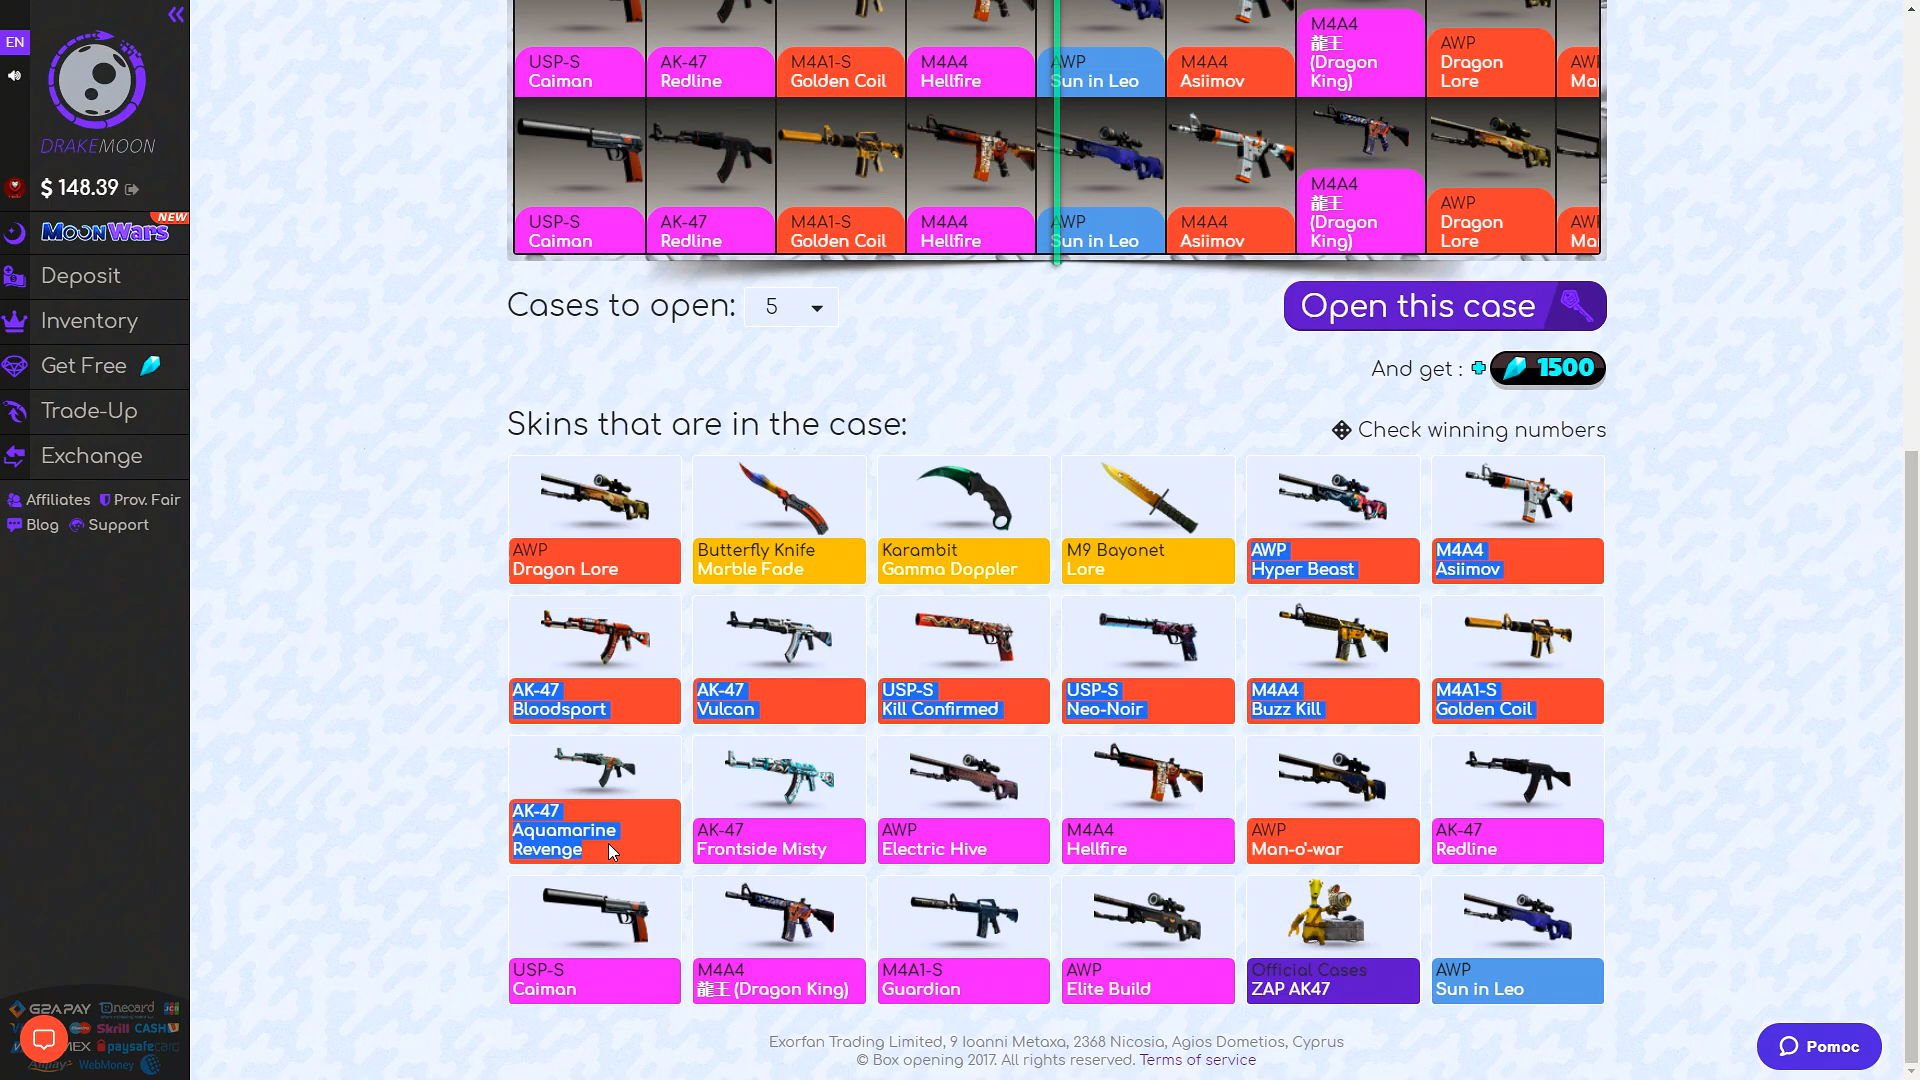 EN
DRAKEMOON
$ 148.39
NEW
MOONWARS
Deposit
Inventory
Get Free
Trade-Up
Exchange
Affiliates Prov. Fair
Blog Support
USP-S
Caiman
AK-47
Redline
M4A1-S
Golden Coil
M4A4
Hellfire
AWP
Sun in Leo
M4A4
Asiimov
M4A4
龍王
(Dragon
King)
AWP
Dragon
Lore
USP-S
Caiman
AK-47
Redline
M4A1-S
Golden Coil
M4A4
Hellfire
AWP
Sun in Leo
M4A4
Asiimov
M4A4
龍王
(Dragon
King)
AWP
Dragon
Lore
Cases to open: 5
Open this case
And get : 1500
Skins that are in the case:
Check winning numbers
AWP
Dragon Lore
Butterfly Knife
Marble Fade
Karambit
Gamma Doppler
M9 Bayonet
Lore
AWP
Hyper Beast
M4A4
Asiimov
AK-47
Bloodsport
AK-47
Vulcan
USP-S
Kill Confirmed
USP-S
Neo-Noir
M4A4
Buzz Kill
M4A1-S
Golden Coil
AK-47
Aquamarine
Revenge
AK-47
Frontside Misty
AWP
Electric Hive
M4A4
Hellfire
AWP
Man-o'-war
AK-47
Redline
USP-S
Caiman
M4A4
龍王 (Dragon King)
M4A1-S
Guardian
AWP
Elite Build
Official Cases
ZAP AK47
AWP
Sun in Leo
Exorfan Trading Limited, 9 Ioanni Metaxa, 2368 Nicosia, Agios Dometios, Cyprus
© Box opening 2017. All rights reserved. Terms of service
G2APAY onecard JCB
Skrill CASHU
paysafecard
WebMoney
Pomoc